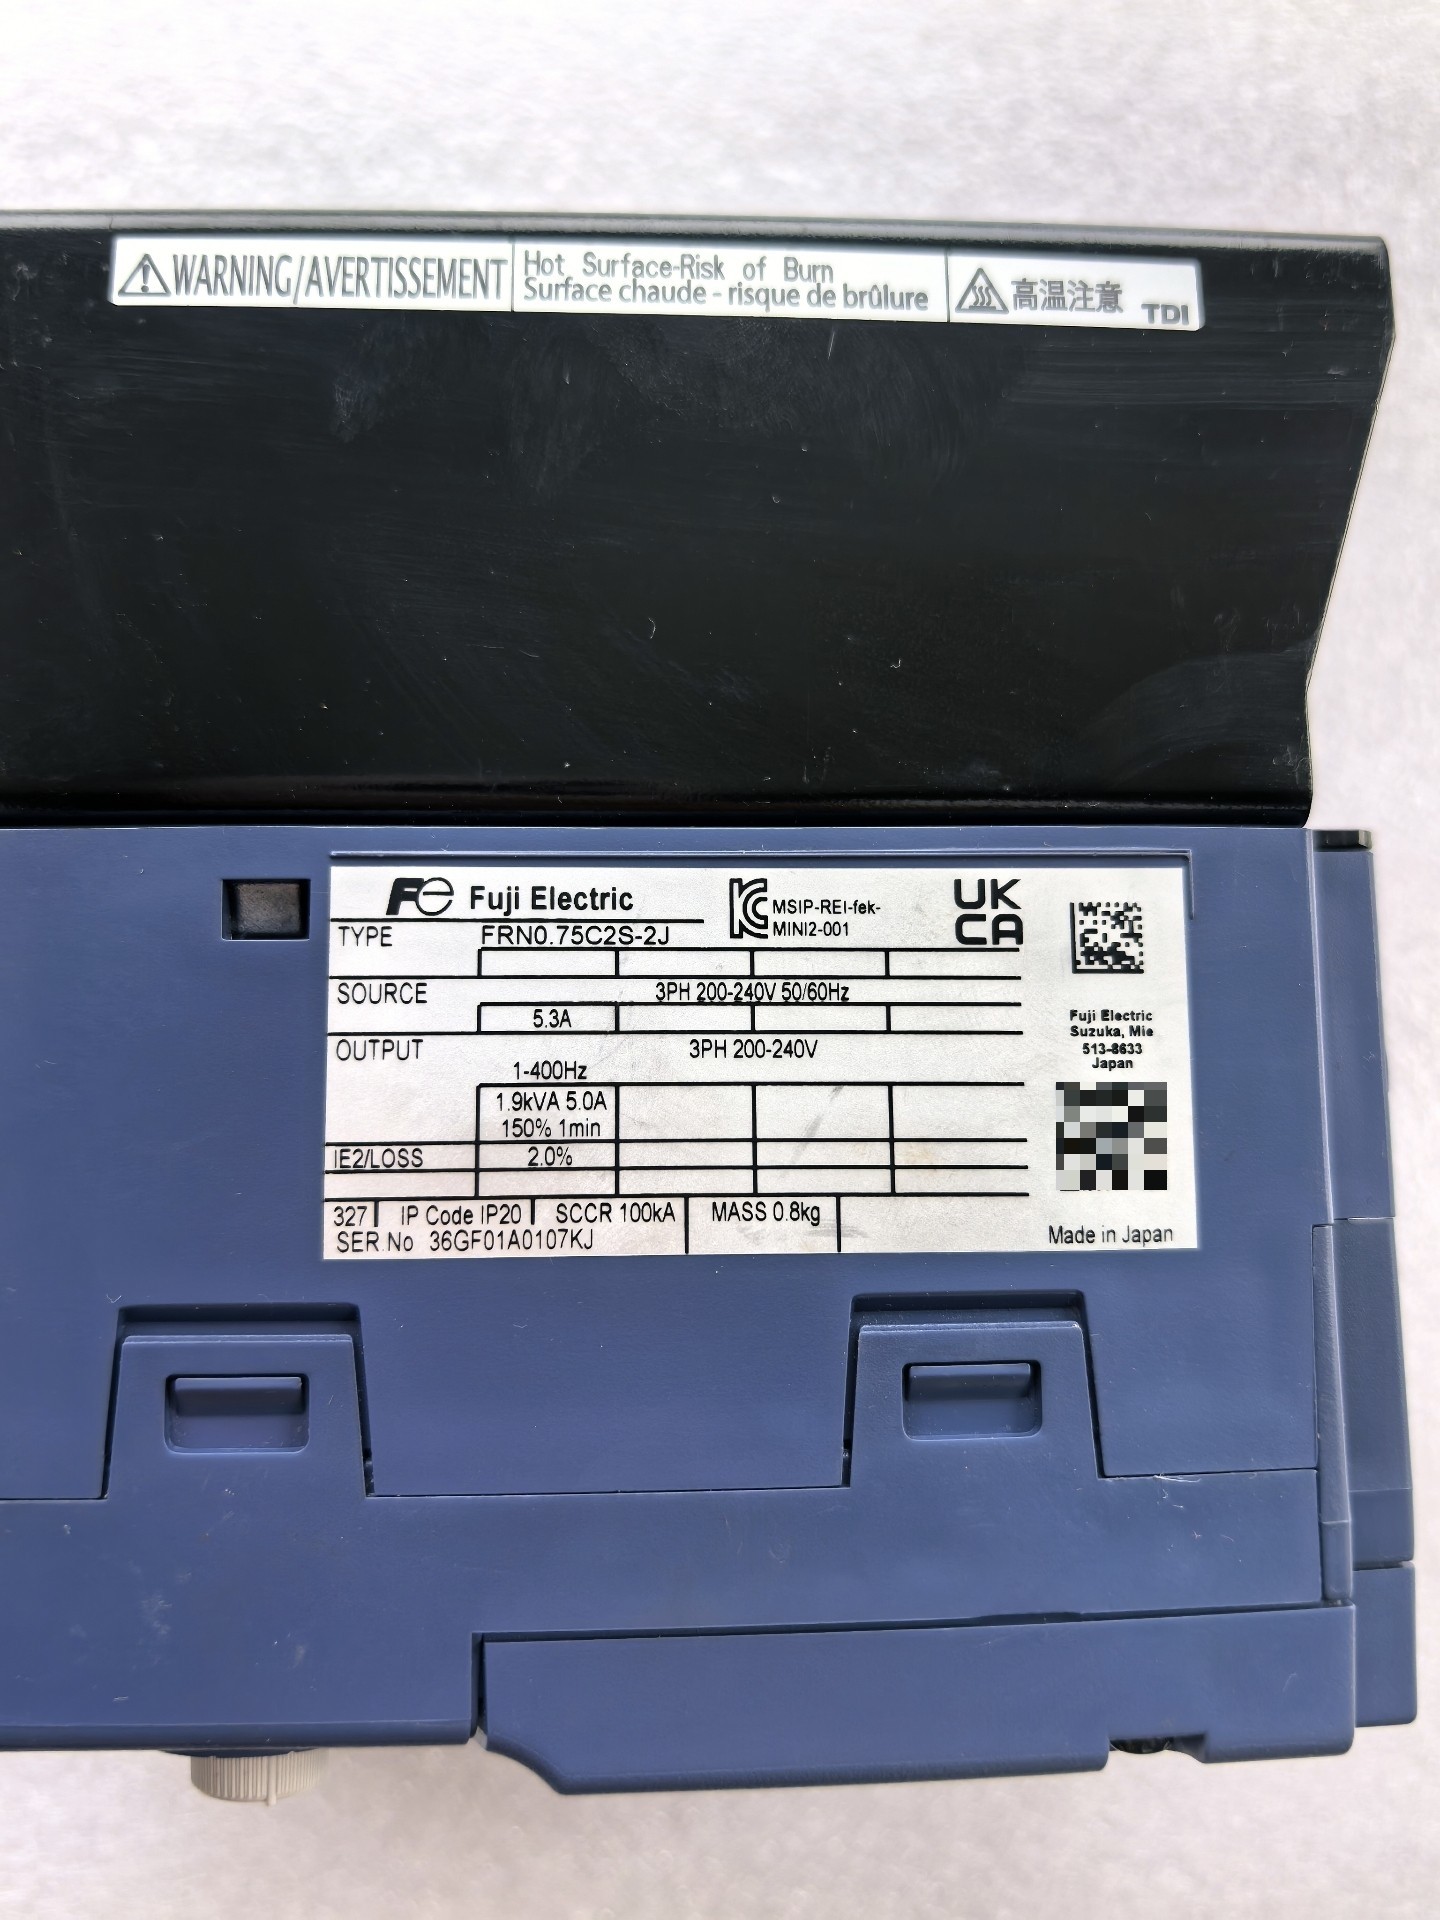 WARNING/AVERTISSEMENT
Hot Surface-Risk of Burn
Surface chaude - risque de brûlure
高温注意 TDI
Fe Fuji Electric
MSIP-REI-fek-
MINI2-001
UK
CA
TYPE FRN0.75C2S-2J
SOURCE 3PH 200-240V 50/60Hz
5.3A
OUTPUT 3PH 200-240V
1-400Hz
1.9kVA 5.0A
150% 1min
IE2/LOSS 2.0%
327 IP Code IP20 SCCR 100kA MASS 0.8kg
SER.No 36GF01A0107KJ
Fuji Electric
Suzuka, Mie
513-8633
Japan
Made in Japan